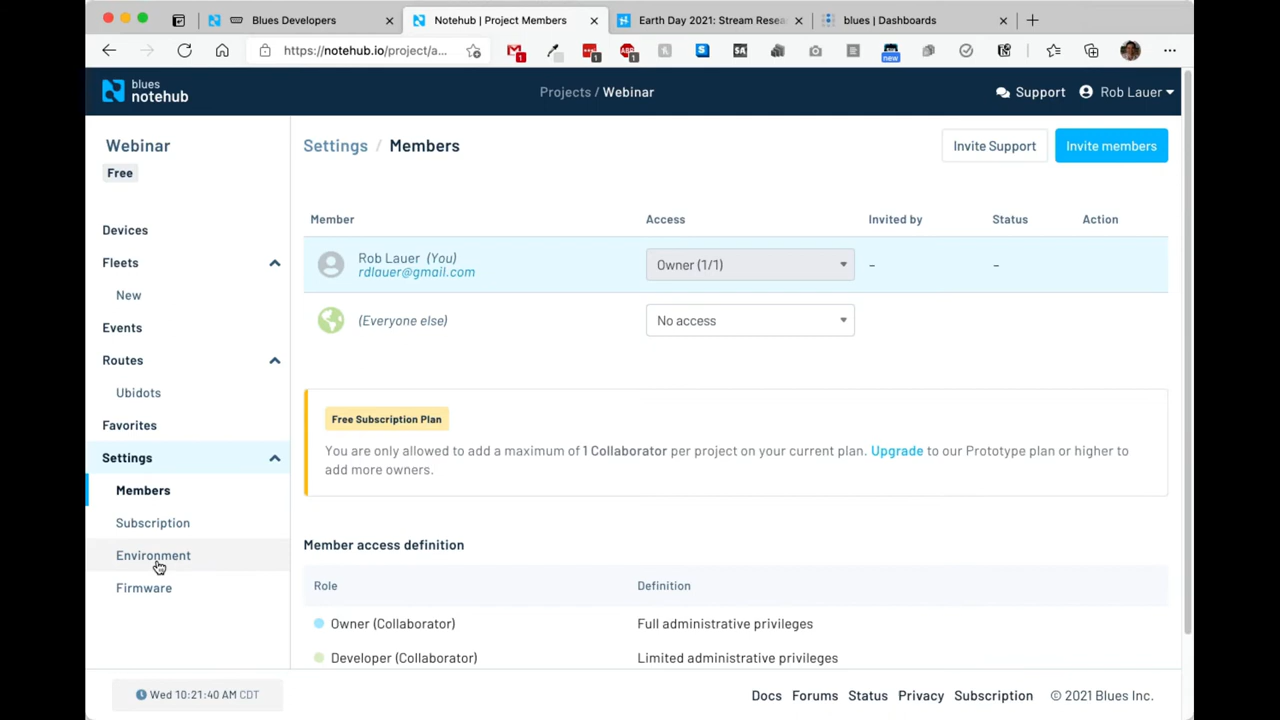 Blues Developers
Notehub | Project Members
Earth Day 2021: Stream Resea
blues | Dashboards
https://notehub.io/project/a...
1
1
1
SA
new
blues
notehub
Projects / Webinar
Support
Rob Lauer
Webinar
Free
Devices
Fleets
New
Events
Routes
Ubidots
Favorites
Settings
Members
Subscription
Environment
Firmware
Settings / Members
Invite Support
Invite members
Member Access Invited by Status Action
Rob Lauer (You)
rdlauer@gmail.com
Owner (1/1)
–
–
(Everyone else)
No access
Free Subscription Plan
You are only allowed to add a maximum of 1 Collaborator per project on your current plan. Upgrade to our Prototype plan or higher to
add more owners.
Member access definition
Role Definition
Owner (Collaborator) Full administrative privileges
Developer (Collaborator) Limited administrative privileges
Wed 10:21:40 AM CDT
Docs Forums Status Privacy Subscription © 2021 Blues Inc.